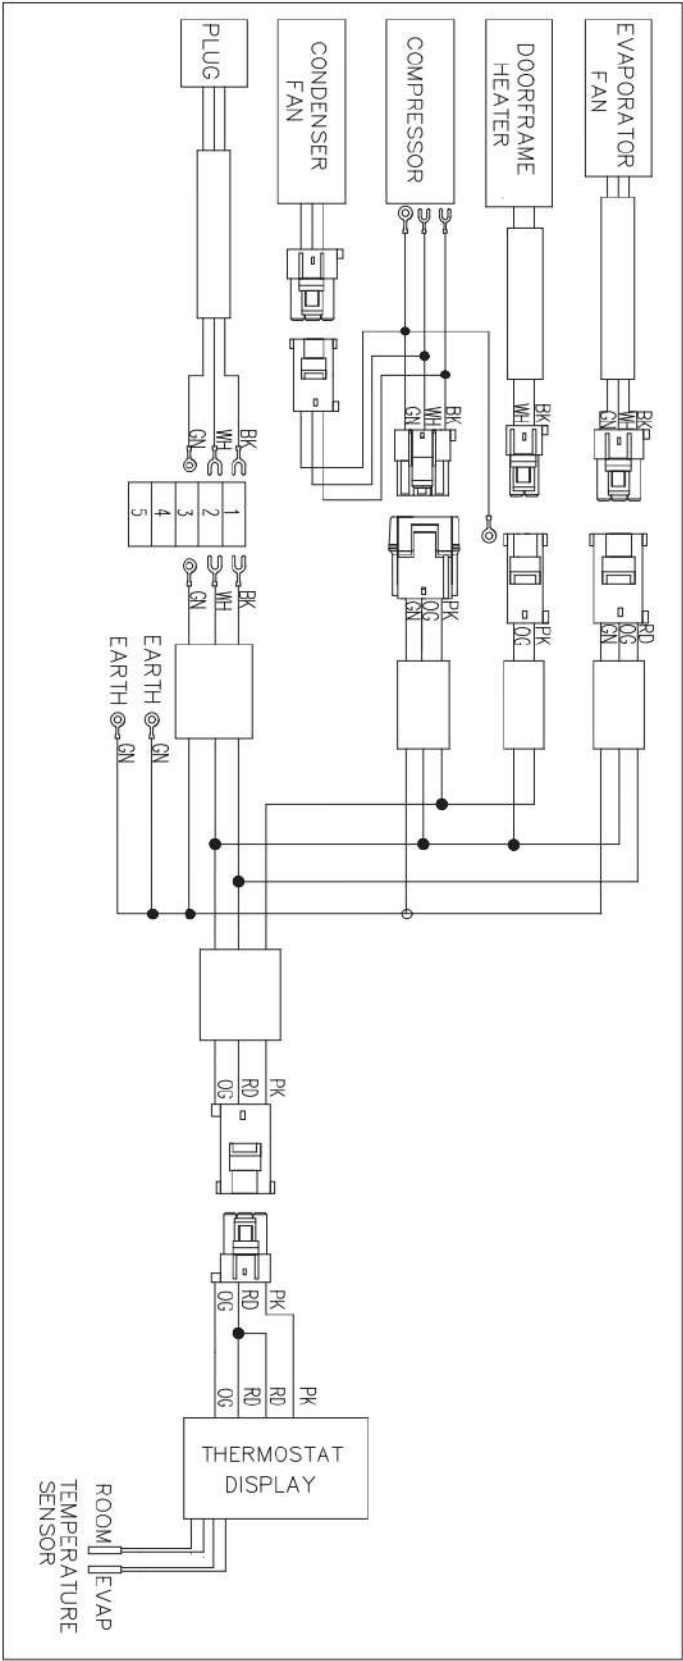 PLUG
CONDENSER
FAN
COMPRESSOR
DOORFRAME
HEATER
EVAPORATOR
FAN
GN
WH
BK
GN
WH
BK
WH
BK
GN
WH
BK
5
4
3
2
1
GN
WH
BK
GN
OG
PK
OG
PK
GN
OG
RD
EARTH
EARTH
GN
GN
OG
RD
PK
OG
RD
PK
OG
RD
RD
PK
THERMOSTAT
DISPLAY
ROOM
EVAP
TEMPERATURE
SENSOR